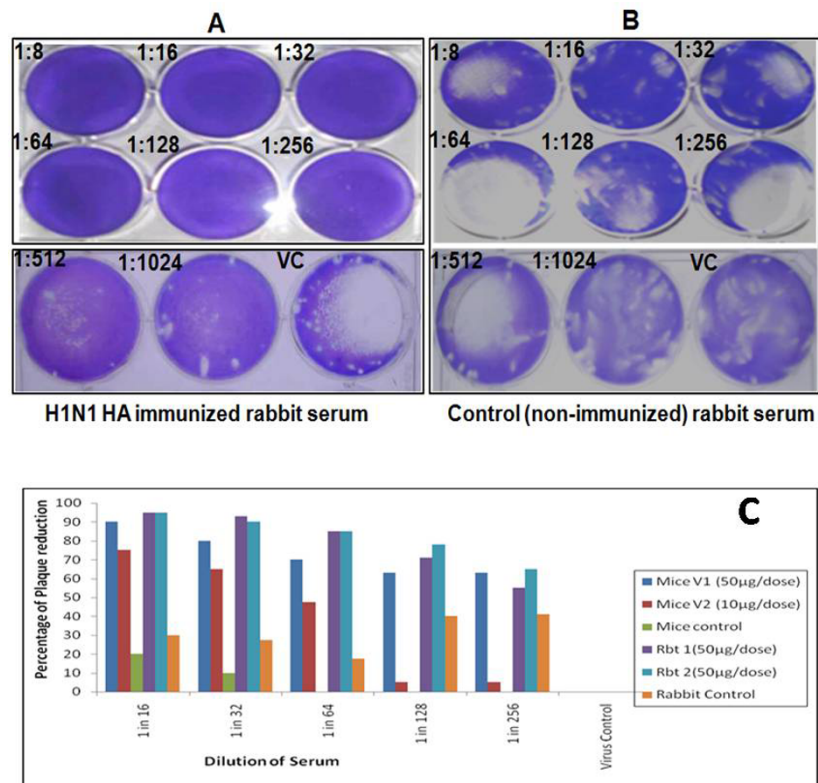 A
B
1:8 1:16 1:32
1:8 1:16 1:32
1:64 1:128 1:256
1:64 1:128 1:256
1:512 1:1024 VC
1:512 1:1024 VC
H1N1 HA immunized rabbit serum
Control (non-immunized) rabbit serum
C
Percentage of Plaque reduction
100
90
80
70
60
50
40
30
20
10
0
1 in 16
1 in 32
1 in 64
1 in 128
1 in 256
Virus Control
Dilution of Serum
Mice V1 (50µg/dose)
Mice V2 (10µg/dose)
Mice control
Rbt 1(50µg/dose)
Rbt 2(50µg/dose)
Rabbit Control